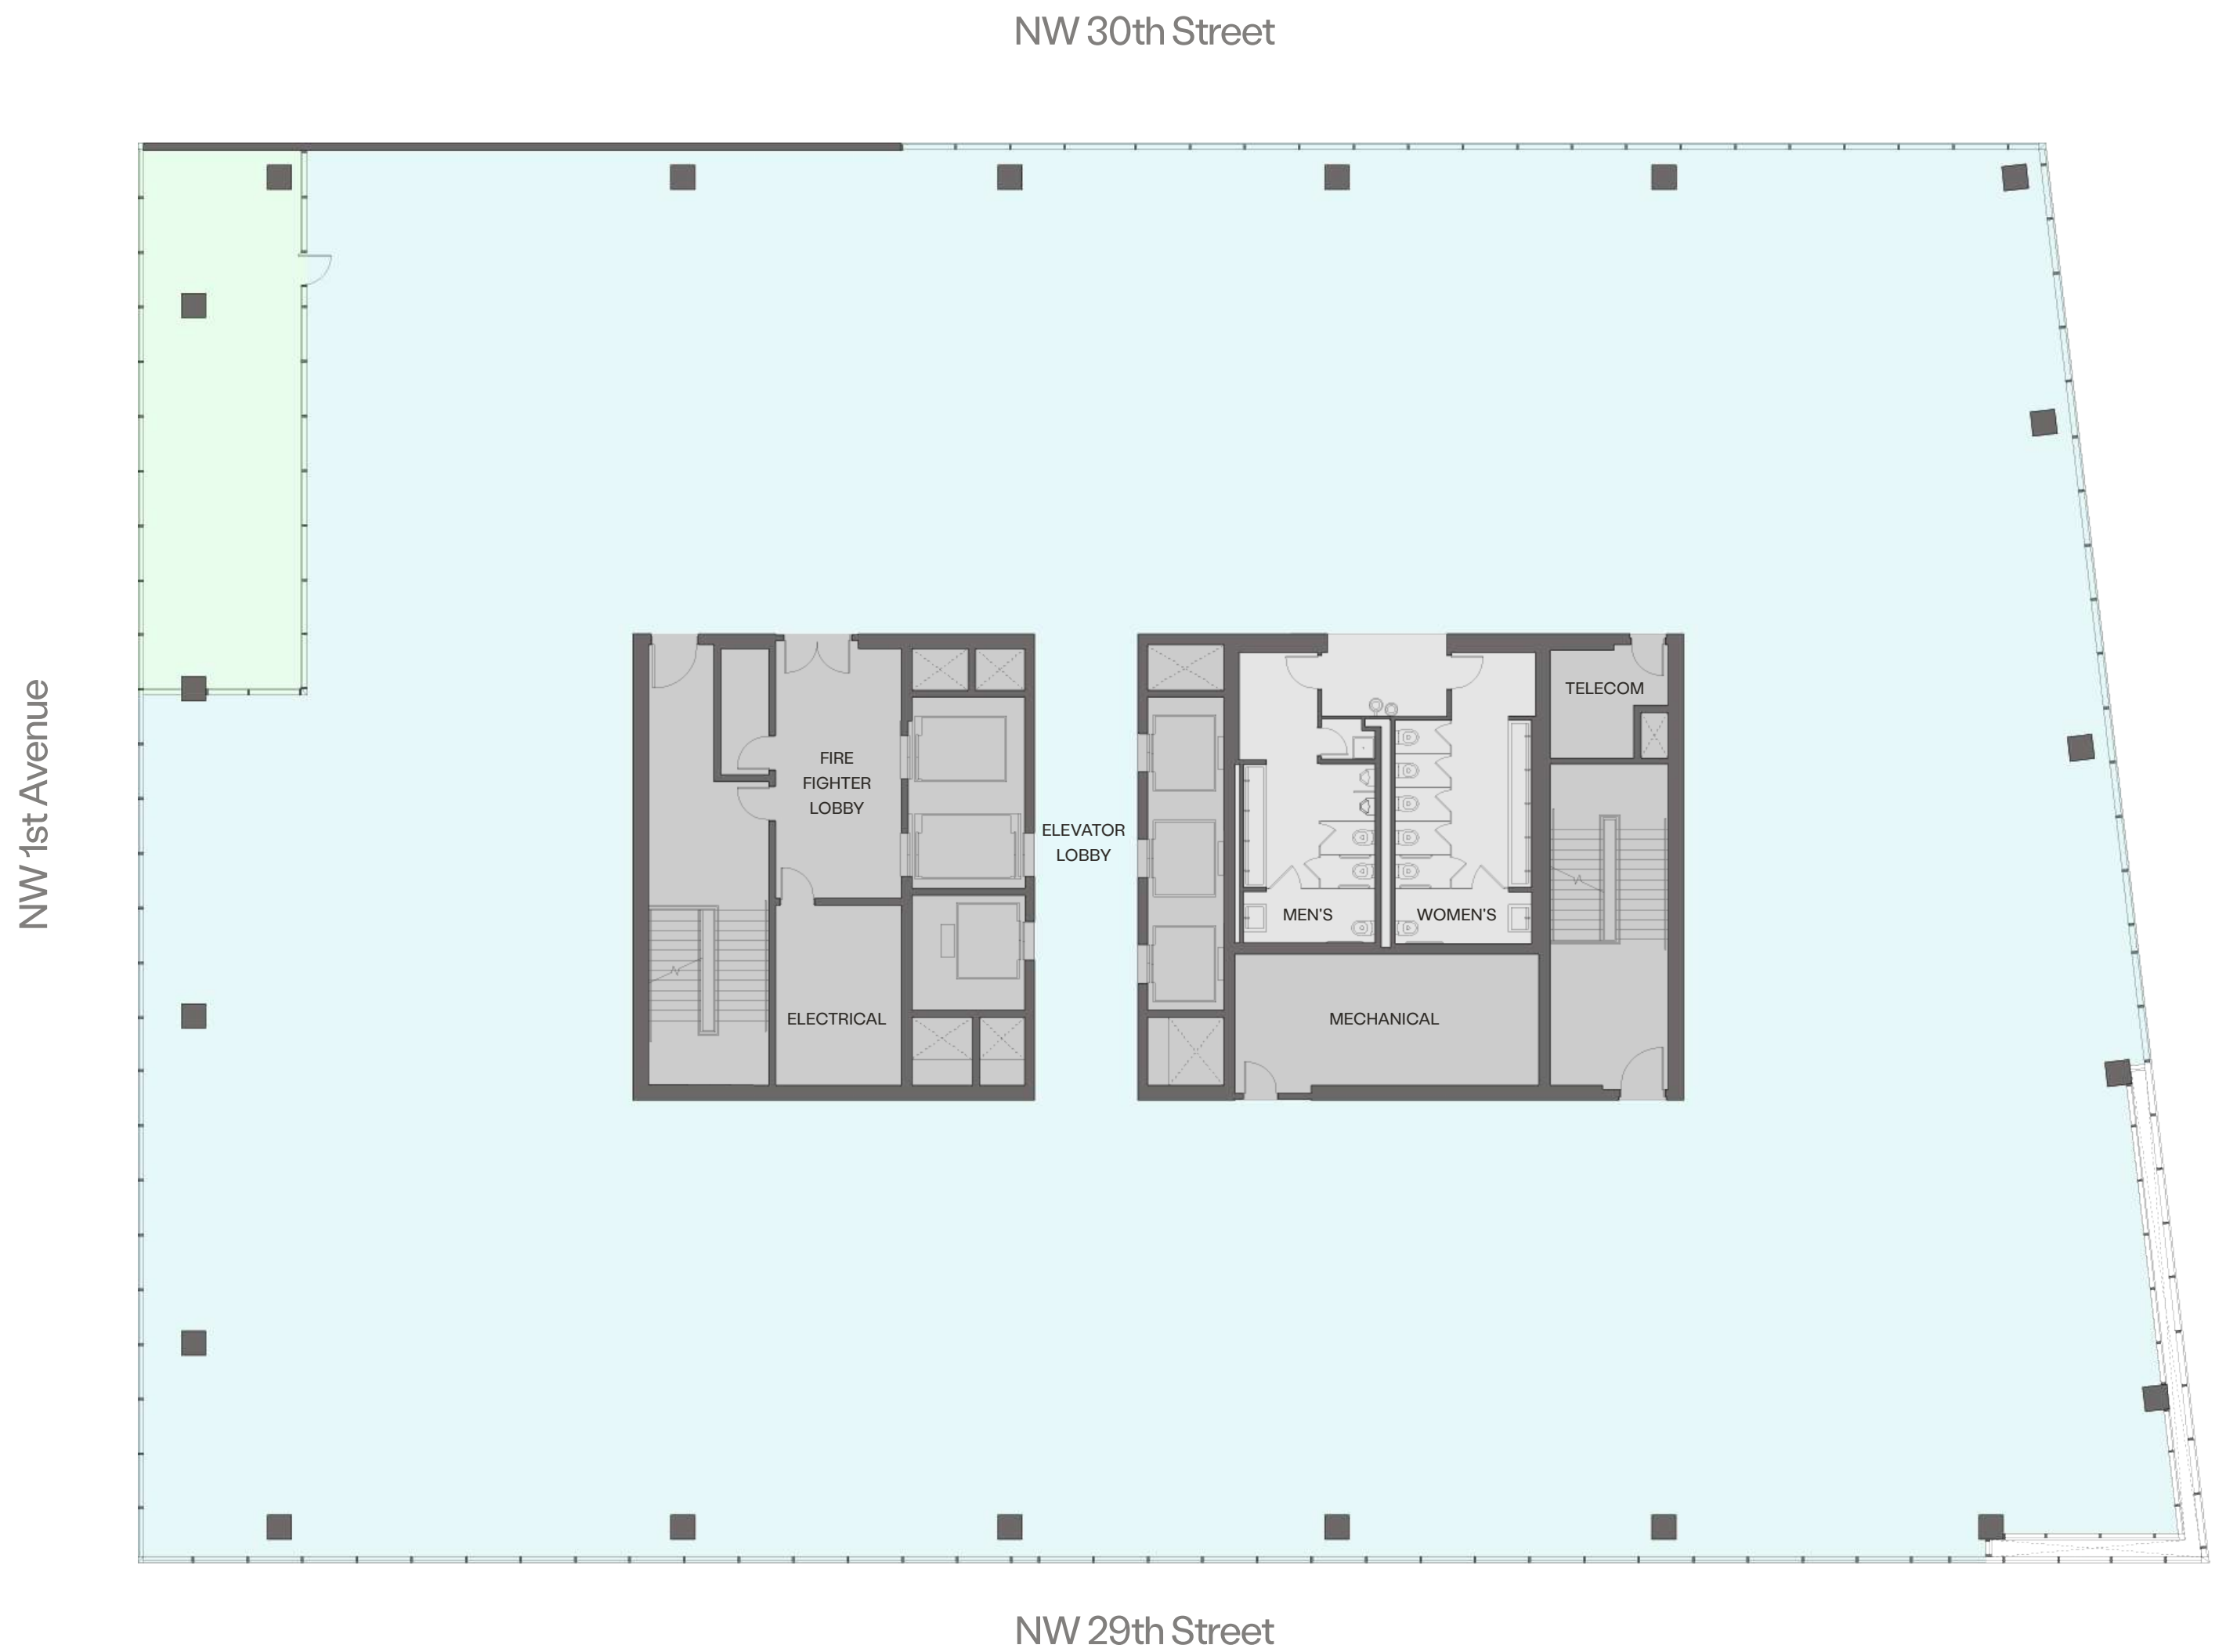 NW 30th Street
NW 1st Avenue
TELECOM
FIRE
FIGHTER
LOBBY
ELEVATOR
LOBBY
MEN'S
WOMEN'S
ELECTRICAL
MECHANICAL
NW 29th Street